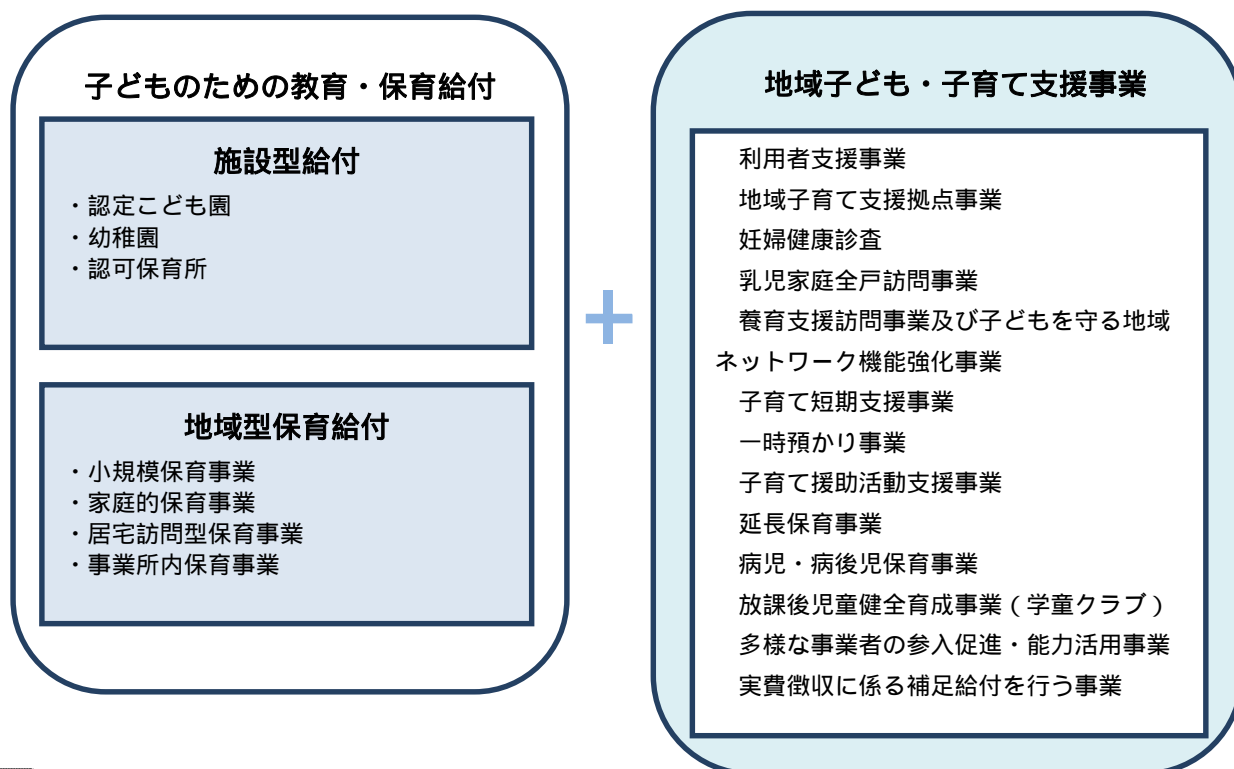 子どものための教育・保育給付
施設型給付
・認定こども園
・幼稚園
・認可保育所
地域型保育給付
・小規模保育事業
・家庭的保育事業
・居宅訪問型保育事業
・事業所内保育事業
+
地域子ども・子育て支援事業
利用者支援事業
地域子育て支援拠点事業
妊婦健康診査
乳児家庭全戸訪問事業
養育支援訪問事業及び子どもを守る地域
ネットワーク機能強化事業
子育て短期支援事業
一時預かり事業
子育て援助活動支援事業
延長保育事業
病児・病後児保育事業
放課後児童健全育成事業（学童クラブ）
多様な事業者の参入促進・能力活用事業
実費徴収に係る補足給付を行う事業